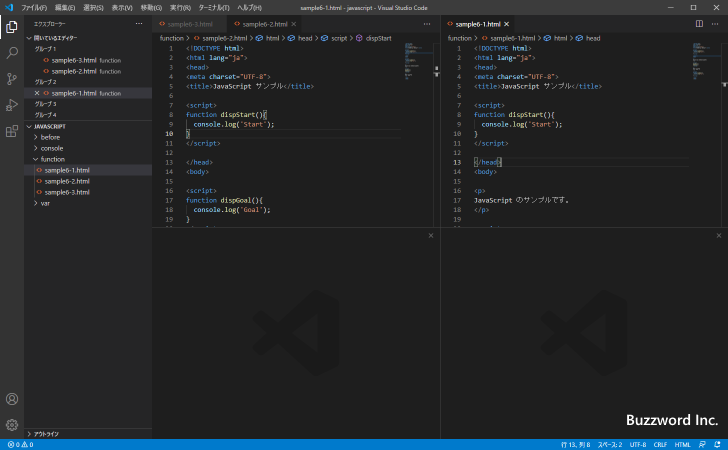 ファイル(F) 編集(E) 選択(S) 表示(V) 移動(G) 実行(R) ターミナル(T) ヘルプ(H) sample6-1.html - javascript - Visual Studio Code
エクスプローラー
開いているエディター
グループ 1
sample6-3.html function
sample6-2.html function
グループ 2
sample6-1.html function
グループ 3
グループ 4
JAVASCRIPT
before
console
function
sample6-1.html
sample6-2.html
sample6-3.html
var
アウトライン
sample6-3.html sample6-2.html
function > sample6-2.html > html > head > script > dispStart
1 <!DOCTYPE html>
2 <html lang="ja">
3 <head>
4 <meta charset="UTF-8">
5 <title>JavaScript サンプル</title>
6
7 <script>
8 function dispStart(){
9 console.log('Start');
10 }
11 </script>
12
13 </head>
14 <body>
15
16 <script>
17 function dispGoal(){
18 console.log('Goal');
19 }
sample6-1.html
function > sample6-1.html > html > head
1 <!DOCTYPE html>
2 <html lang="ja">
3 <head>
4 <meta charset="UTF-8">
5 <title>JavaScript サンプル</title>
6
7 <script>
8 function dispStart(){
9 console.log('Start');
10 }
11 </script>
12
13 </head>
14 <body>
15
16 <p>
17 JavaScript のサンプルです。
18 </p>
19
Buzzword Inc.
0 0 行 13, 列 8 スペース: 2 UTF-8 CRLF HTML